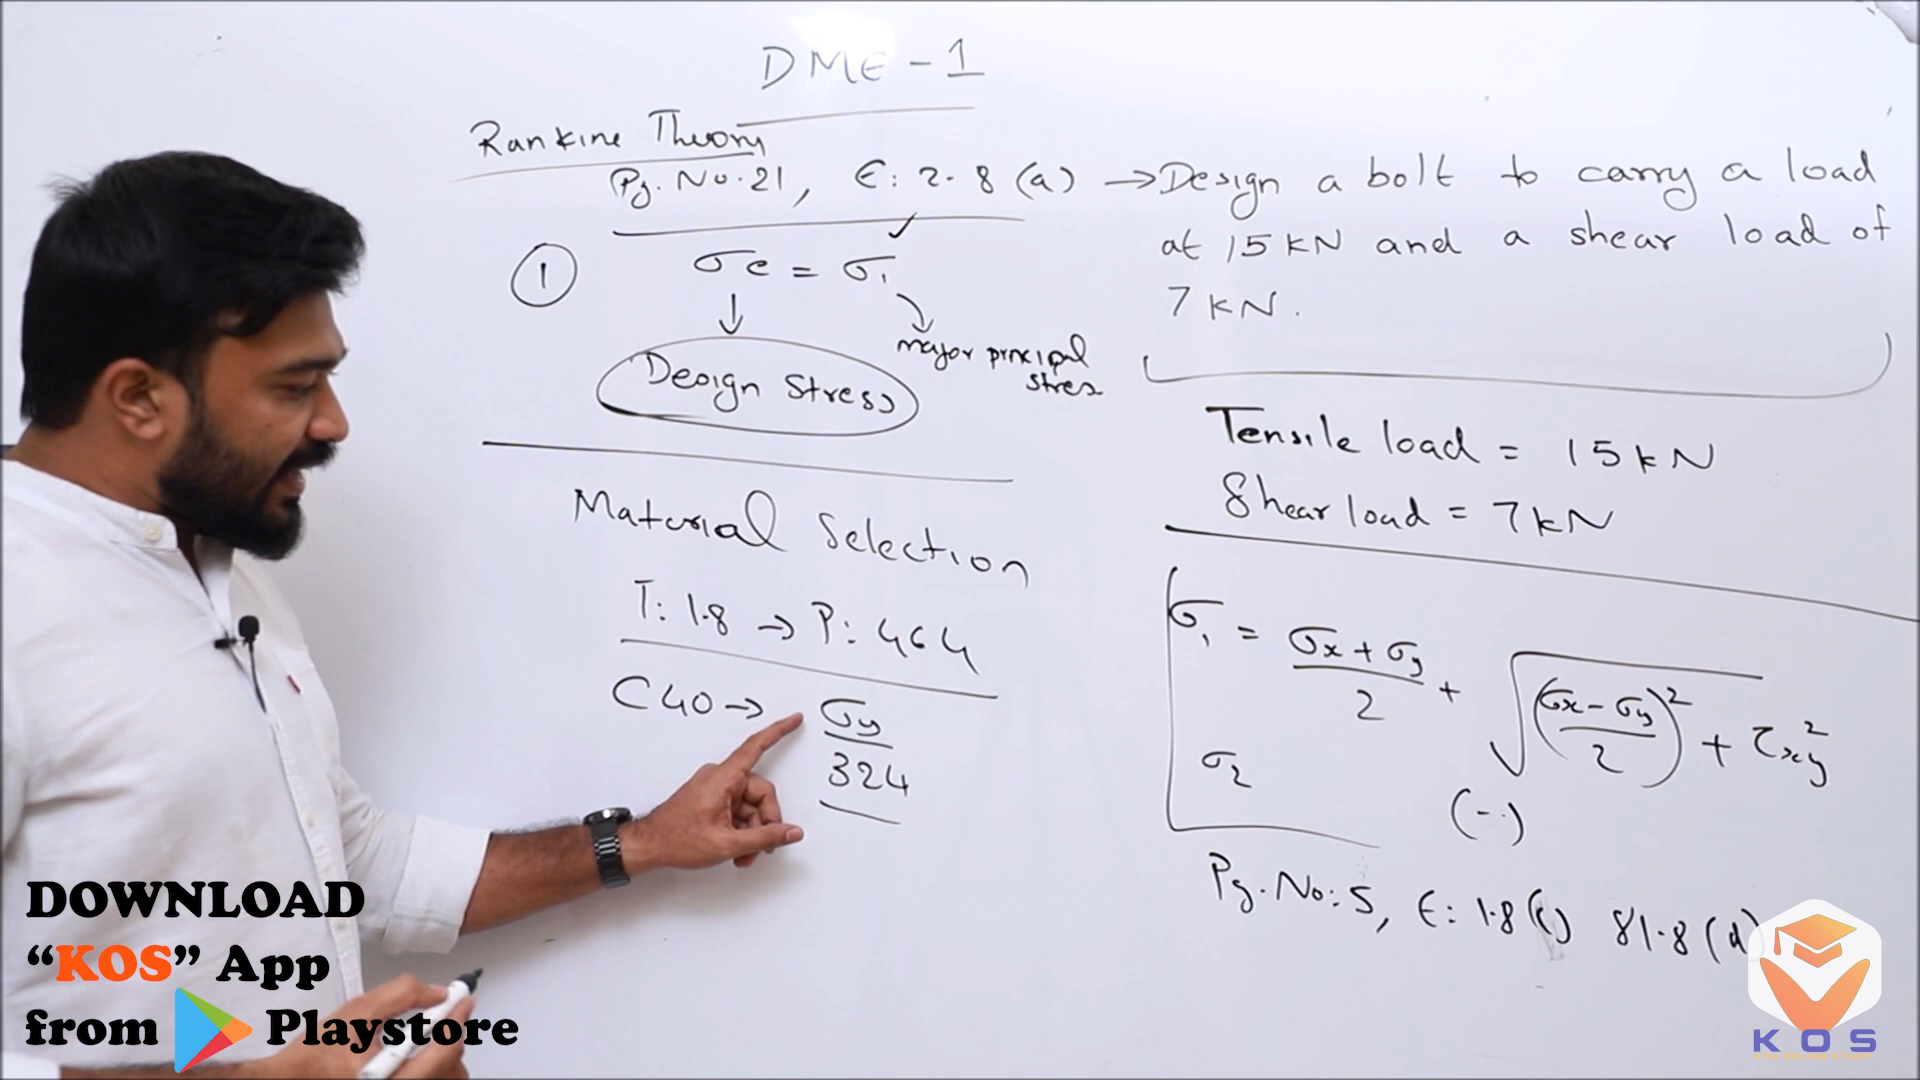 DME-1
Rankine Theory
Pg. No. 21, E: 2.8 (a) → Design a bolt to carry a load
at 15 KN and a shear load of
7 KN.
① σe = σ₁
Design Stress
major principal
stress
Tensile load = 15 KN
Shear load = 7 KN
Material Selection
T: 1.8 → P: 464
C40 → σy
324
σ₁ = (σx + σy)/2 + √(((σx - σy)/2)² + τxy²)
σ₂ (-)
Pg. No: 5, E: 1.8 (c) & 1.8 (d)
DOWNLOAD
“KOS” App
from Playstore
KOS